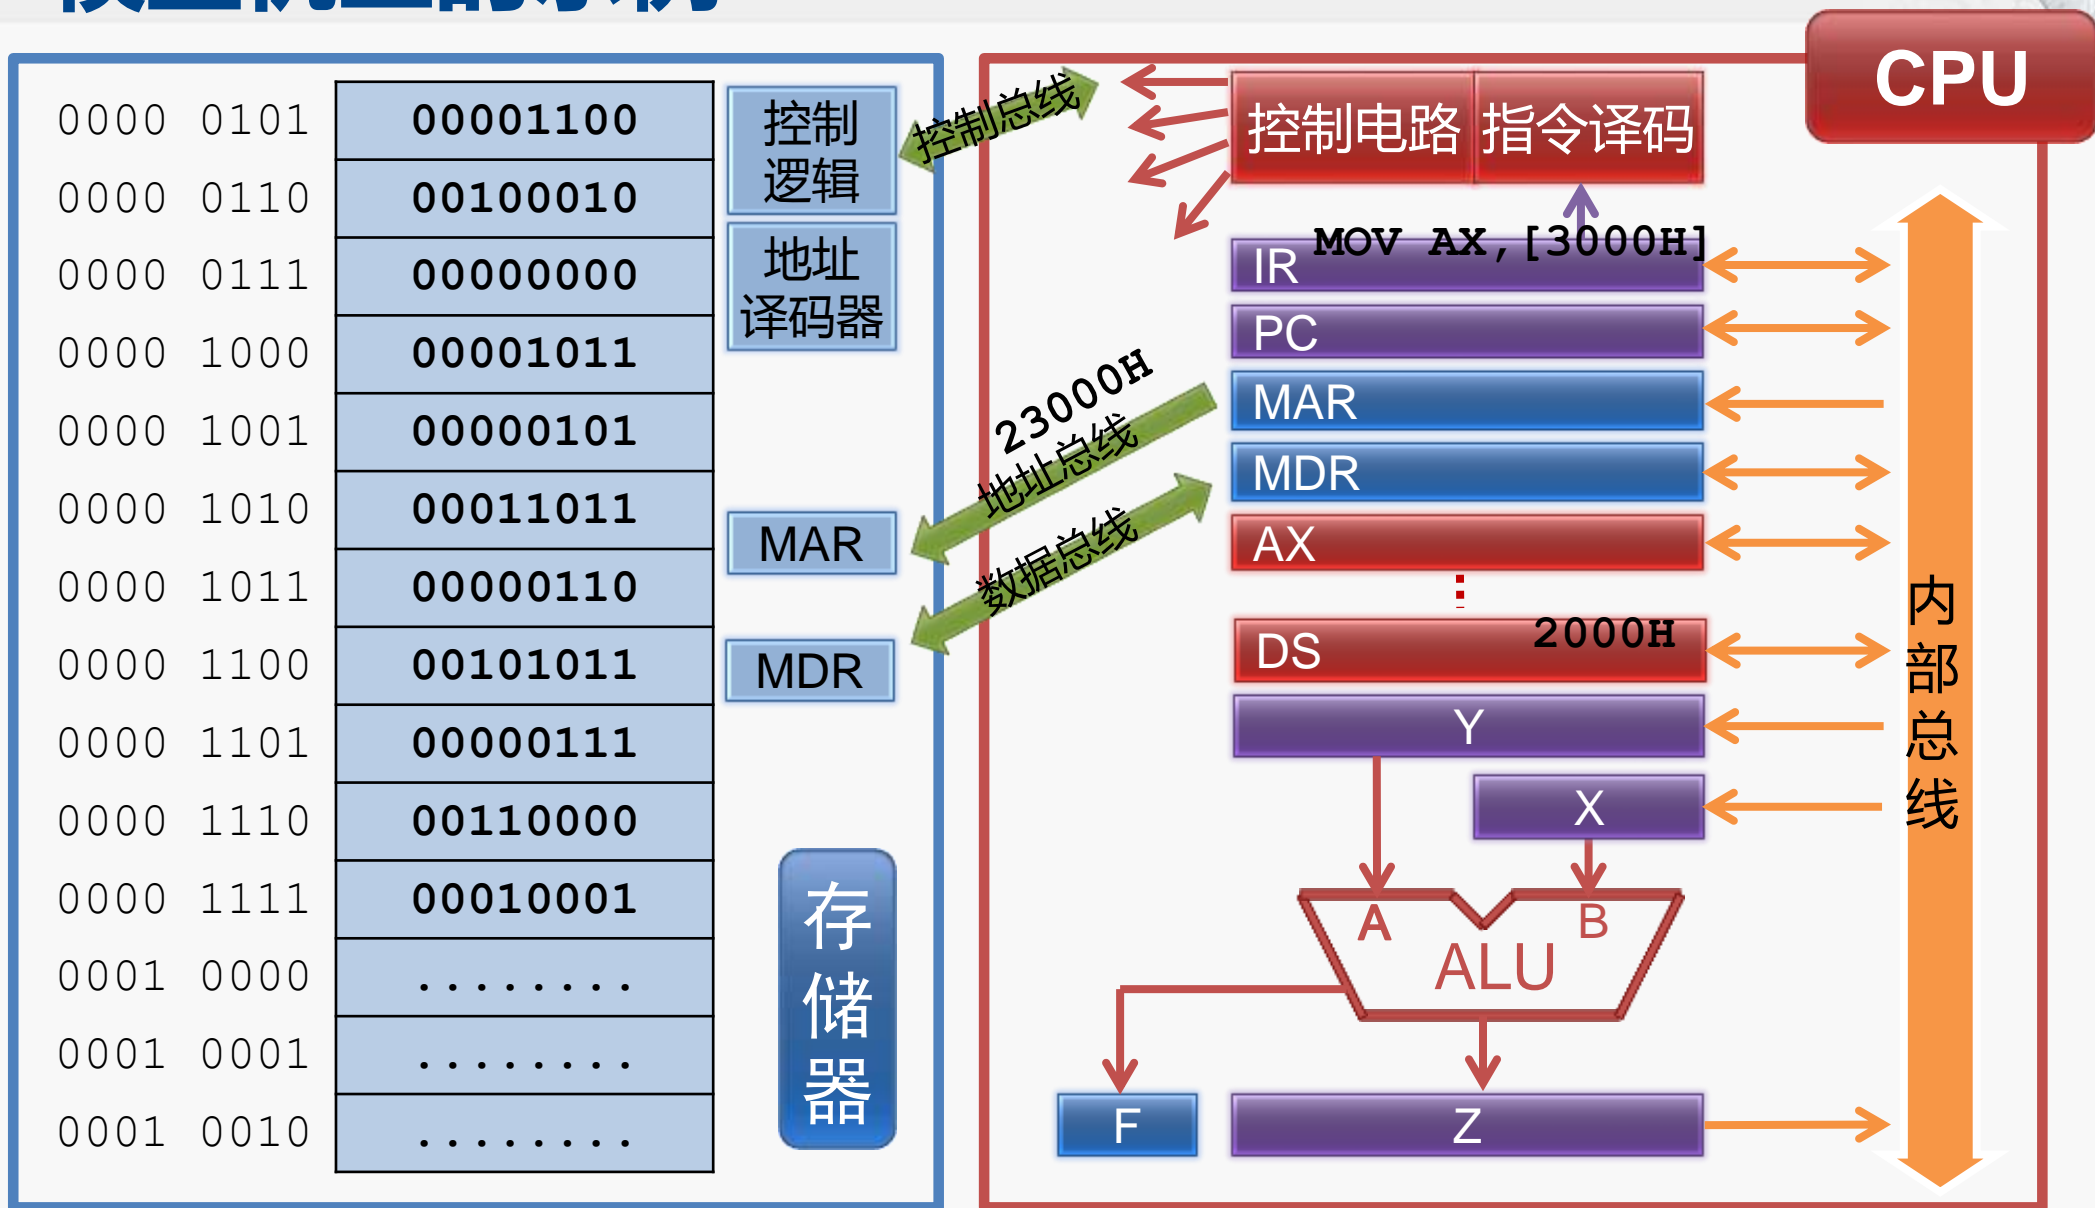 CPU
0000 0101 00001100
0000 0110 00100010
0000 0111 00000000
0000 1000 00001011
0000 1001 00000101
0000 1010 00011011
0000 1011 00000110
0000 1100 00101011
0000 1101 00000111
0000 1110 00110000
0000 1111 00010001
0001 0000 ........
0001 0001 ........
0001 0010 ........
控制
逻辑
地址
译码器
MAR
MDR
存
储
器
控制总线
23000H
地址总线
数据总线
控制电路
指令译码
MOV AX,[3000H]
IR
PC
MAR
MDR
AX
2000H
DS
Y
X
A
B
ALU
F
Z
内
部
总
线